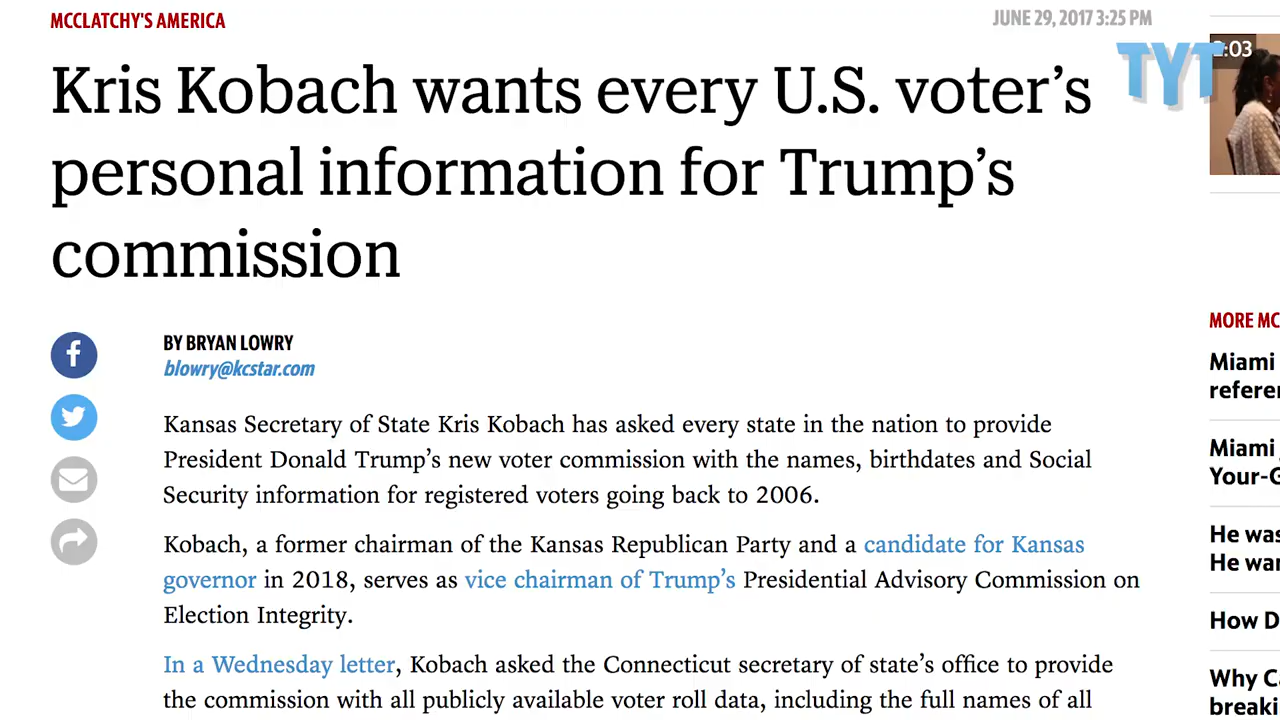 MCCLATCHY'S AMERICA
JUNE 29, 2017 3:25 PM
TYT
:03
Kris Kobach wants every U.S. voter’s
personal information for Trump’s
commission
BY BRYAN LOWRY
blowry@kcstar.com
Kansas Secretary of State Kris Kobach has asked every state in the nation to provide
President Donald Trump’s new voter commission with the names, birthdates and Social
Security information for registered voters going back to 2006.
Kobach, a former chairman of the Kansas Republican Party and a candidate for Kansas
governor in 2018, serves as vice chairman of Trump’s Presidential Advisory Commission on
Election Integrity.
In a Wednesday letter, Kobach asked the Connecticut secretary of state’s office to provide
the commission with all publicly available voter roll data, including the full names of all
MORE MC
Miami
refere
Miami
Your-G
He was
He wan
How D
Why Ca
breaki